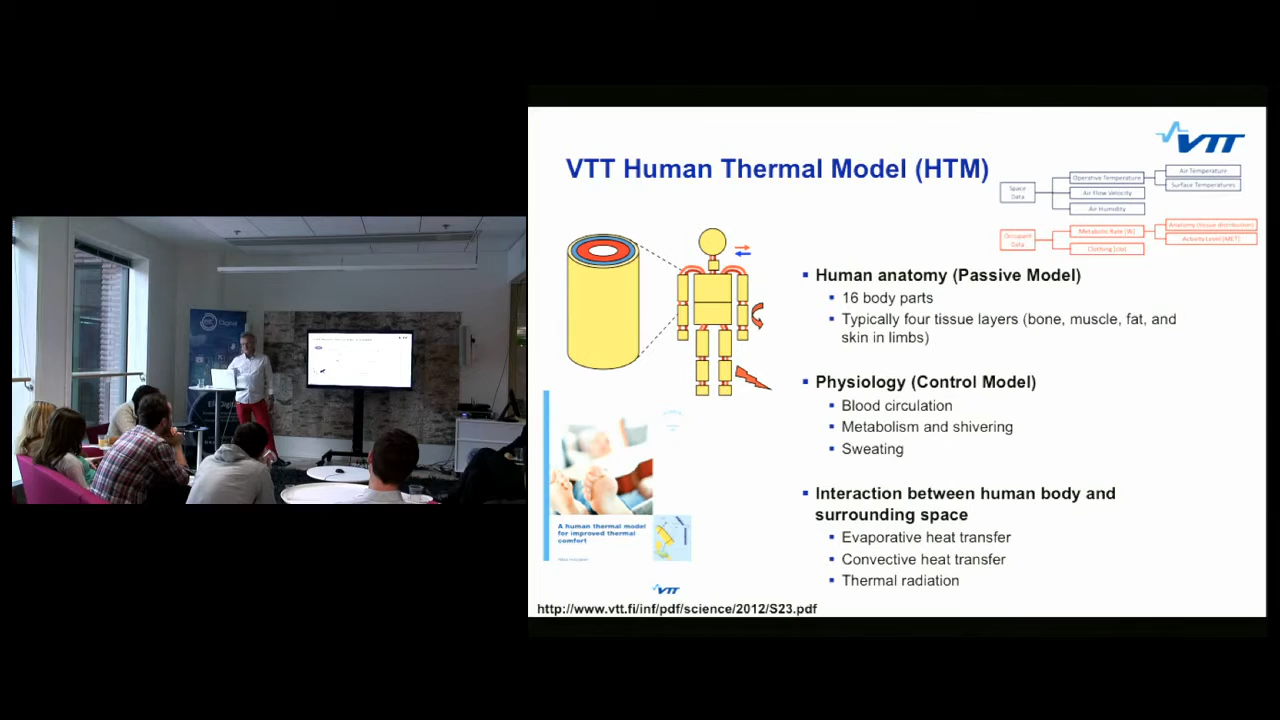 VTT
VTT Human Thermal Model (HTM)
Space
Data
Operative Temperature
Air Flow Velocity
Air Humidity
Air Temperature
Surface Temperatures
Occupant
Data
Metabolic Rate [W]
Clothing [clo]
Anatomy (tissue distribution)
Activity Level [MET]
Human anatomy (Passive Model)
16 body parts
Typically four tissue layers (bone, muscle, fat, and
skin in limbs)
Physiology (Control Model)
Blood circulation
Metabolism and shivering
Sweating
Interaction between human body and
surrounding space
Evaporative heat transfer
Convective heat transfer
Thermal radiation
A human thermal model
for improved thermal
comfort
VTT
http://www.vtt.fi/inf/pdf/science/2012/S23.pdf
Digital